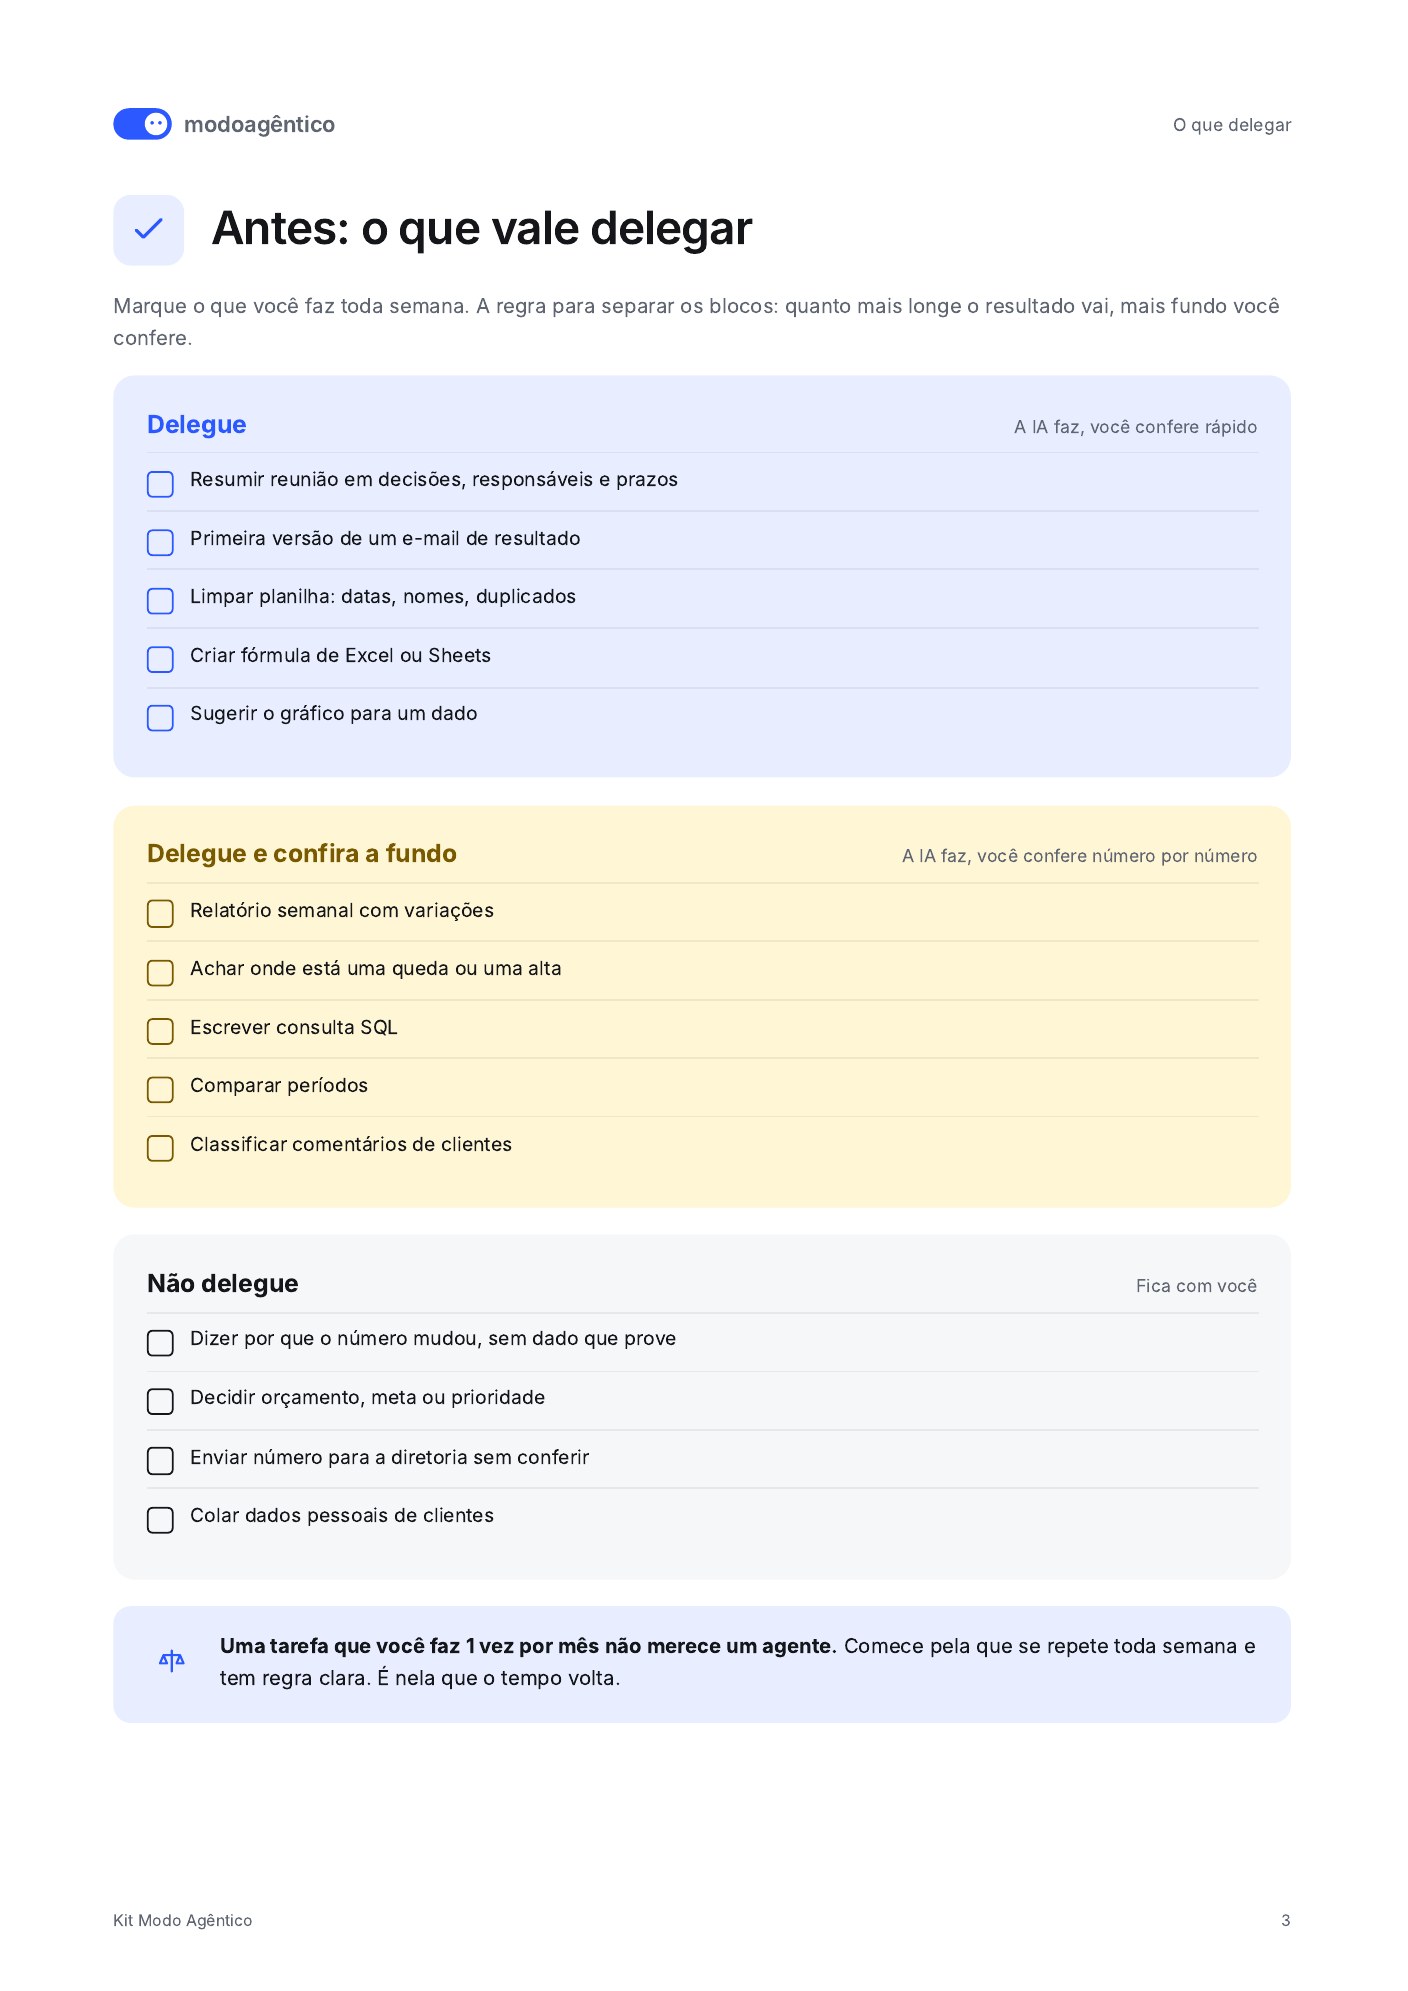 modoagêntico
O que delegar
Antes: o que vale delegar
Marque o que você faz toda semana. A regra para separar os blocos: quanto mais longe o resultado vai, mais fundo você
confere.
Delegue
A IA faz, você confere rápido
Resumir reunião em decisões, responsáveis e prazos
Primeira versão de um e-mail de resultado
Limpar planilha: datas, nomes, duplicados
Criar fórmula de Excel ou Sheets
Sugerir o gráfico para um dado
Delegue e confira a fundo
A IA faz, você confere número por número
Relatório semanal com variações
Achar onde está uma queda ou uma alta
Escrever consulta SQL
Comparar períodos
Classificar comentários de clientes
Não delegue
Fica com você
Dizer por que o número mudou, sem dado que prove
Decidir orçamento, meta ou prioridade
Enviar número para a diretoria sem conferir
Colar dados pessoais de clientes
Uma tarefa que você faz 1 vez por mês não merece um agente. Comece pela que se repete toda semana e
tem regra clara. É nela que o tempo volta.
Kit Modo Agêntico
3